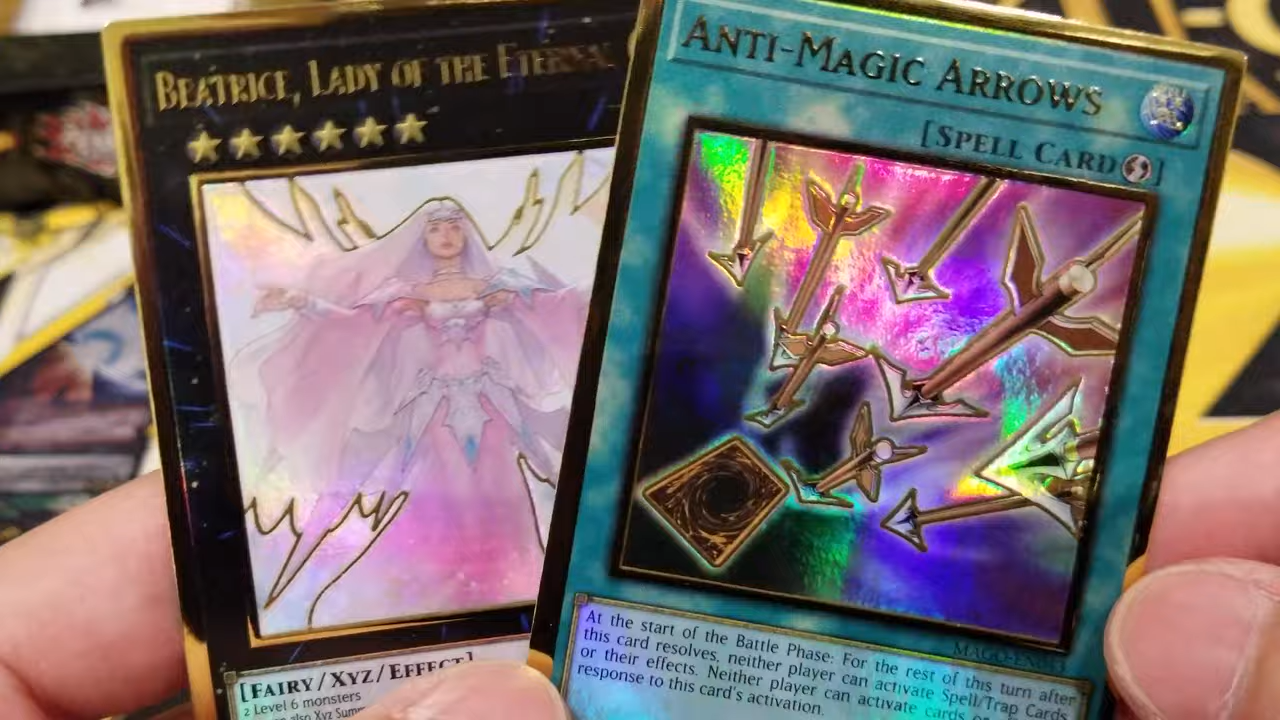 BEATRICE, LADY OF THE ETERNAL
[FAIRY/XYZ/EFFECT]
2 Level 6 monsters
also Xyz Summ
ANTI-MAGIC ARROWS
[SPELL CARD]
MAGO-EN043
At the start of the Battle Phase: For the rest of this turn after
this card resolves, neither player can activate Spell/Trap Cards
or their effects. Neither player can activate cards or
response to this card's activation.